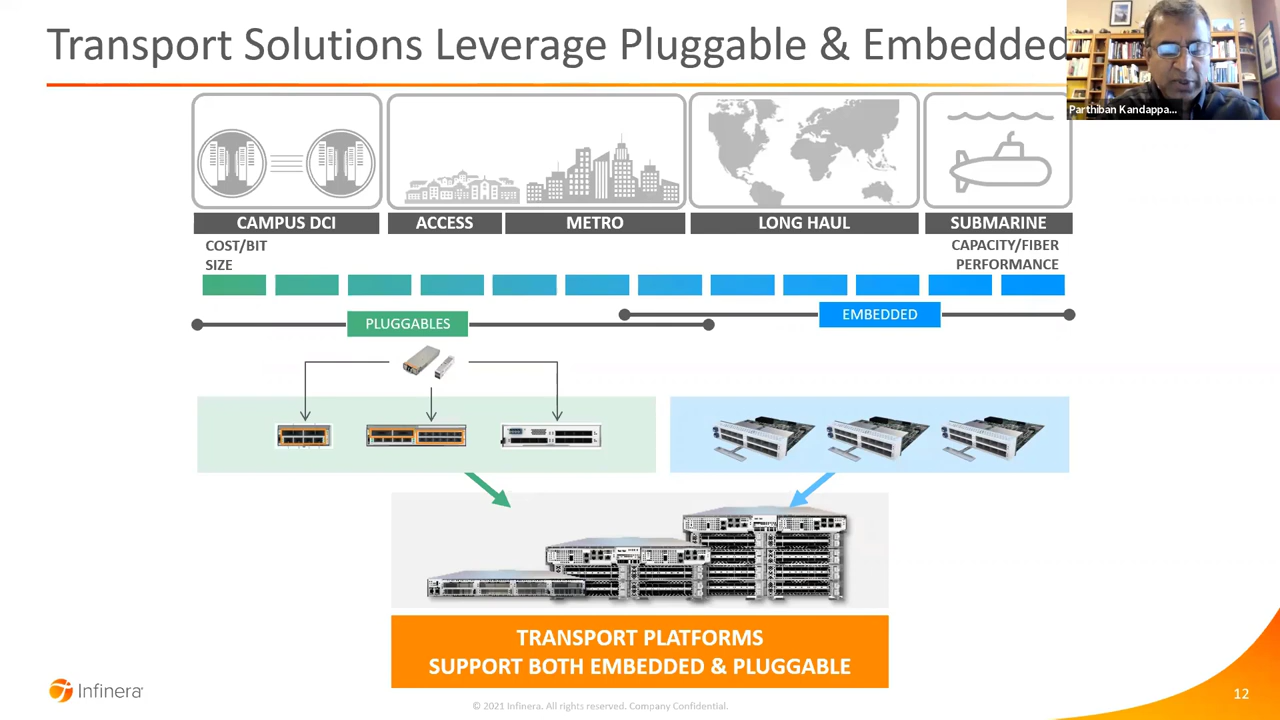 Transport Solutions Leverage Pluggable & Embedded
Parthiban Kandappa...
CAMPUS DCI
ACCESS
METRO
LONG HAUL
SUBMARINE
COST/BIT
SIZE
CAPACITY/FIBER
PERFORMANCE
PLUGGABLES
EMBEDDED
TRANSPORT PLATFORMS
SUPPORT BOTH EMBEDDED & PLUGGABLE
Infinera
© 2021 Infinera. All rights reserved. Company Confidential.
12